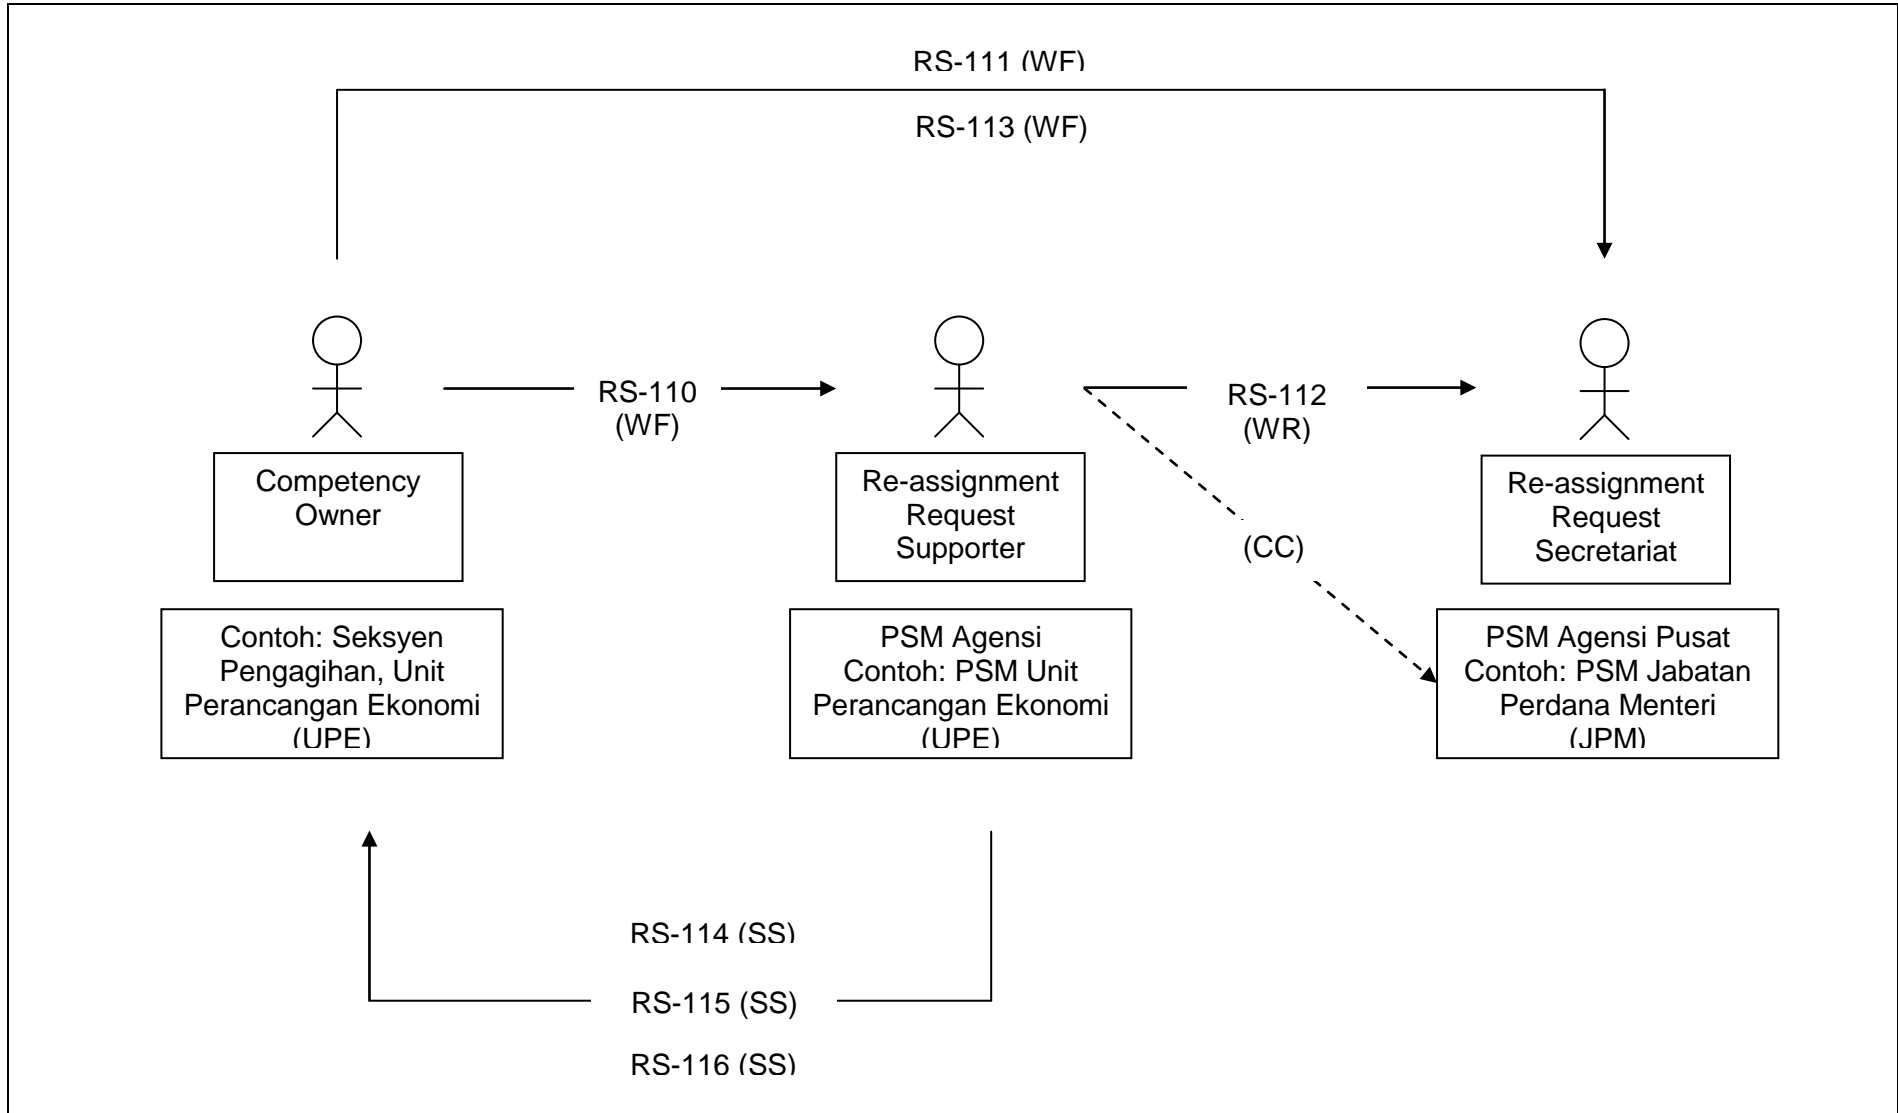 RS-111 (WF)
RS-113 (WF)
RS-110
(WF)
RS-112
(WR)
Competency
Owner
Re-assignment
Request
Supporter
(CC)
Re-assignment
Request
Secretariat
Contoh: Seksyen
Pengagihan, Unit
Perancangan Ekonomi
(UPE)
PSM Agensi
Contoh: PSM Unit
Perancangan Ekonomi
(UPE)
PSM Agensi Pusat
Contoh: PSM Jabatan
Perdana Menteri
(JPM)
RS-114 (SS)
RS-115 (SS)
RS-116 (SS)